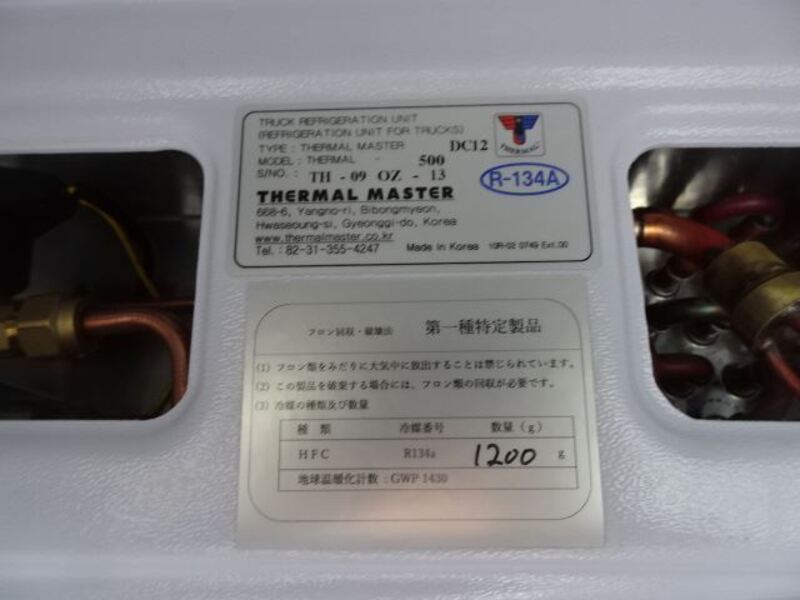 TRUCK REFRIGERATION UNIT
(REFRIGERATION UNIT FOR TRUCKS)
TYPE : THERMAL MASTER DC12
MODEL : THERMAL - 500
S/NO. : TH - 09 OZ - 13
THERMAL
R-134A
THERMAL MASTER
668-6, Yangno-ri, Bibongmyeon,
Hwaseoung-si, Gyeonggi-do, Korea
www.thermalmaster.co.kr
Tel. : 82-31-355-4247 Made in Korea 10R-02 0749 Ext.00
フロン回収・破壊法 第一種特定製品
(1) フロン類をみだりに大気中に放出することは禁じられています。
(2) この製品を廃棄する場合には、フロン類の回収が必要です。
(3) 冷媒の種類及び数量
種 類 冷媒番号 数量 (g)
HFC R134a 1200 g
地球温暖化計数 : GWP 1430